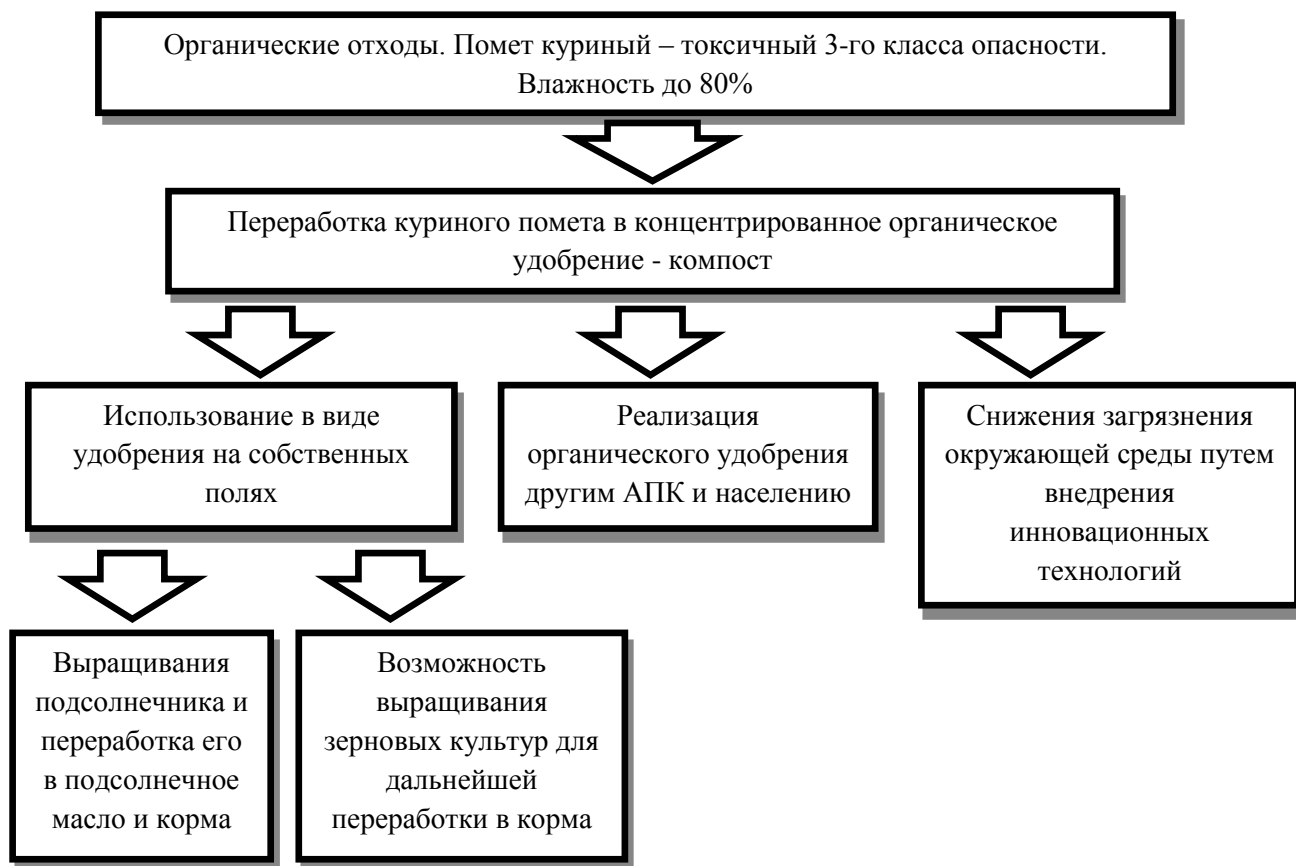 Органические отходы. Помет куриный – токсичный 3-го класса опасности.
Влажность до 80%
Переработка куриного помета в концентрированное органическое
удобрение - компост
Использование в виде
удобрения на собственных
полях
Реализация
органического удобрения
другим АПК и населению
Снижения загрязнения
окружающей среды путем
внедрения
инновационных
технологий
Выращивания
подсолнечника и
переработка его
в подсолнечное
масло и корма
Возможность
выращивания
зерновых культур для
дальнейшей
переработки в корма